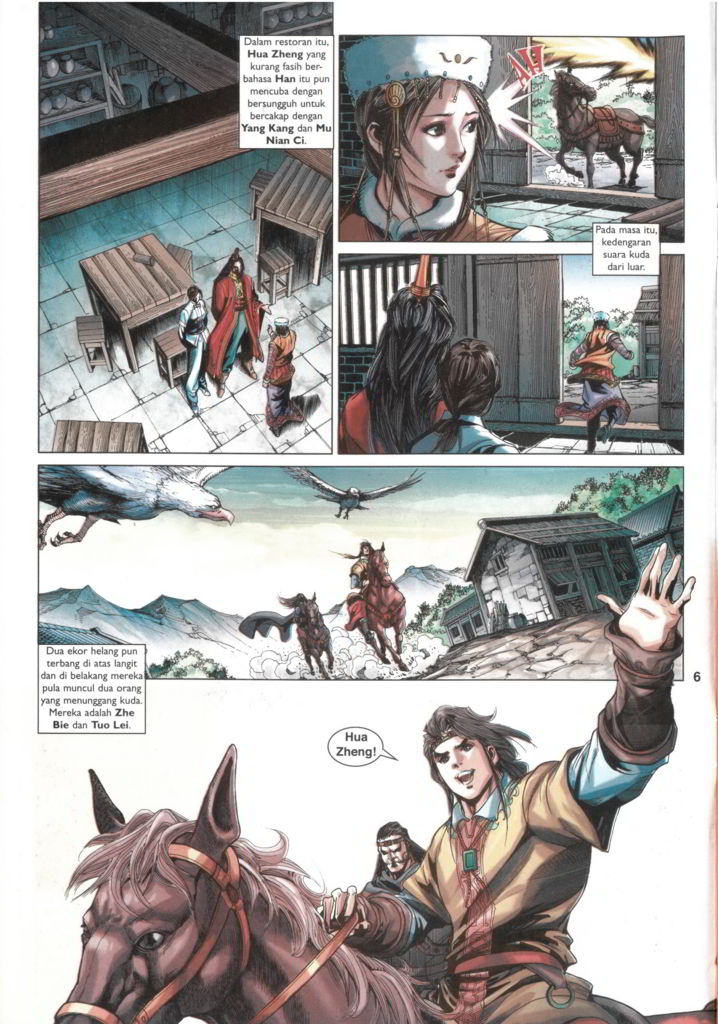 Dalam restoran itu,
Hua Zheng yang
kurang fasih ber-
bahasa Han itu pun
mencuba dengan
bersungguh untuk
bercakap dengan
Yang Kang dan Mu
Nian Ci.
AH
Pada masa itu,
kedengaran
suara kuda
dari luar.
Dua ekor helang pun
terbang di atas langit
dan di belakang mereka
pula muncul dua orang
yang menunggang kuda.
Mereka adalah Zhe
Bie dan Tuo Lei.
6
Hua
Zheng!